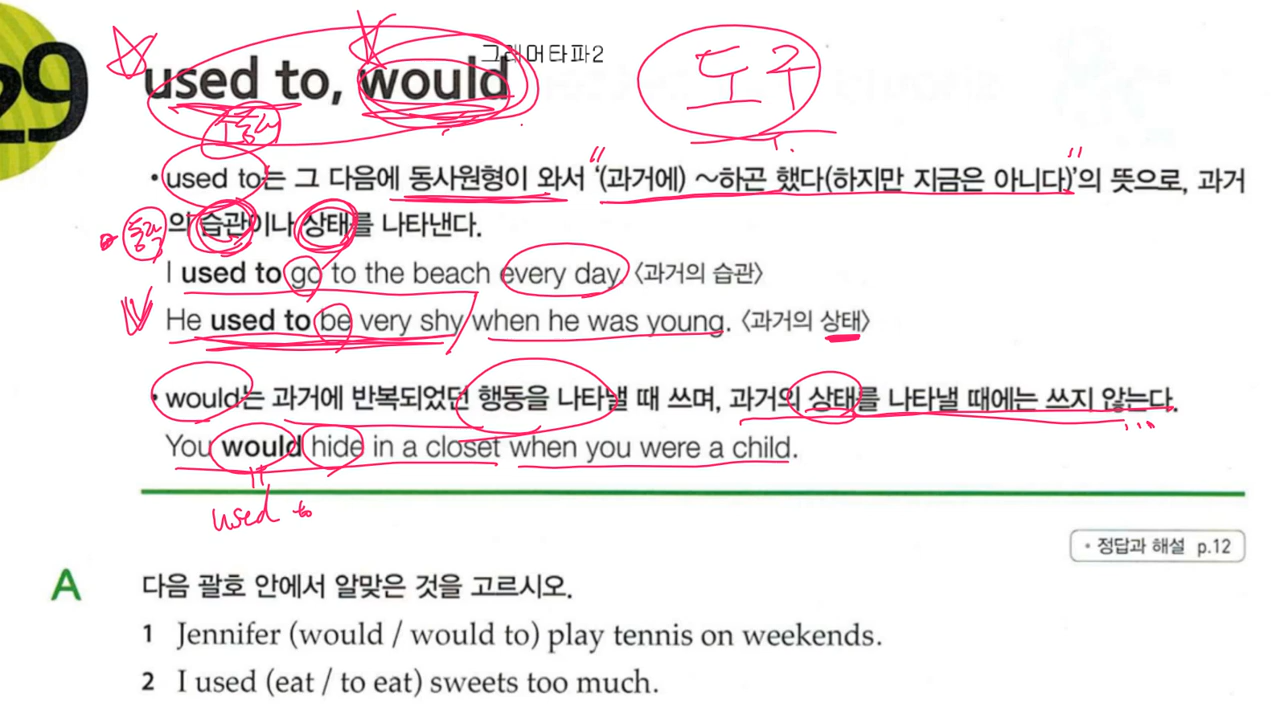 29
그래머타파2
used to, would
도구
• used to는 그 다음에 동사원형이 와서 '(과거에) ~하곤 했다(하지만 지금은 아니다)'의 뜻으로, 과거
의 습관이나 상태를 나타낸다.
I used to go to the beach every day. 〈과거의 습관〉
He used to be very shy when he was young. 〈과거의 상태〉
• would는 과거에 반복되었던 행동을 나타낼 때 쓰며, 과거의 상태를 나타낼 때에는 쓰지 않는다.
You would hide in a closet when you were a child.
used to
• 정답과 해설 p.12
A 다음 괄호 안에서 알맞은 것을 고르시오.
1 Jennifer (would / would to) play tennis on weekends.
2 I used (eat / to eat) sweets too much.